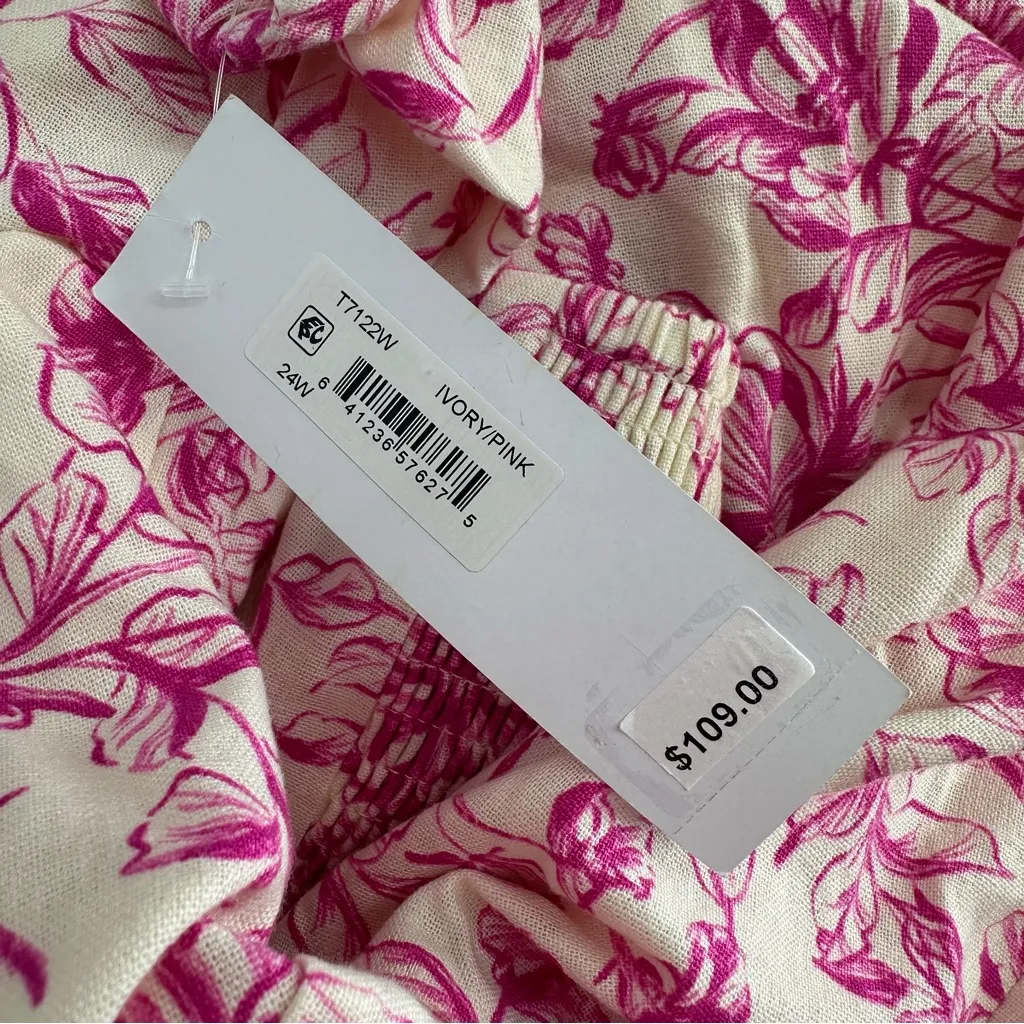 T7122W
IVORY/PINK
24W
6 41236 57627 5
$109.00